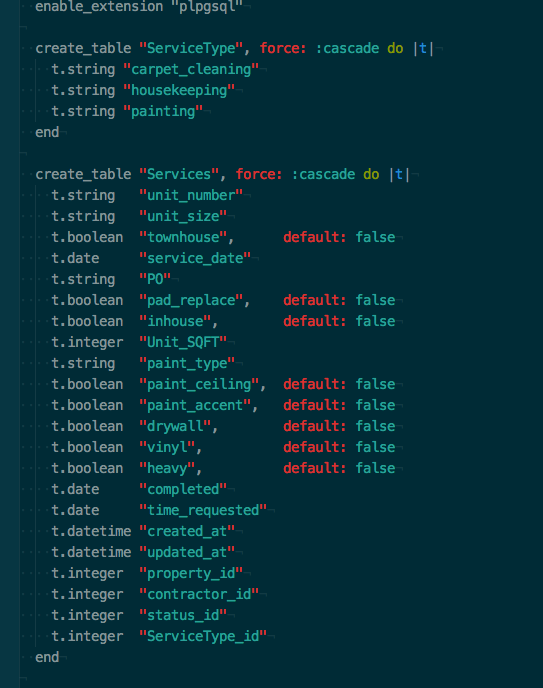 enable_extension "plpgsql"
create_table "ServiceType", force: :cascade do |t|
t.string "carpet_cleaning"
t.string "housekeeping"
t.string "painting"
end
create_table "Services", force: :cascade do |t|
t.string "unit_number"
t.string "unit_size"
t.boolean "townhouse", default: false
t.date "service_date"
t.string "PO"
t.boolean "pad_replace", default: false
t.boolean "inhouse", default: false
t.integer "Unit_SQFT"
t.string "paint_type"
t.boolean "paint_ceiling", default: false
t.boolean "paint_accent", default: false
t.boolean "drywall", default: false
t.boolean "vinyl", default: false
t.boolean "heavy", default: false
t.date "completed"
t.date "time_requested"
t.datetime "created_at"
t.datetime "updated_at"
t.integer "property_id"
t.integer "contractor_id"
t.integer "status_id"
t.integer "ServiceType_id"
end